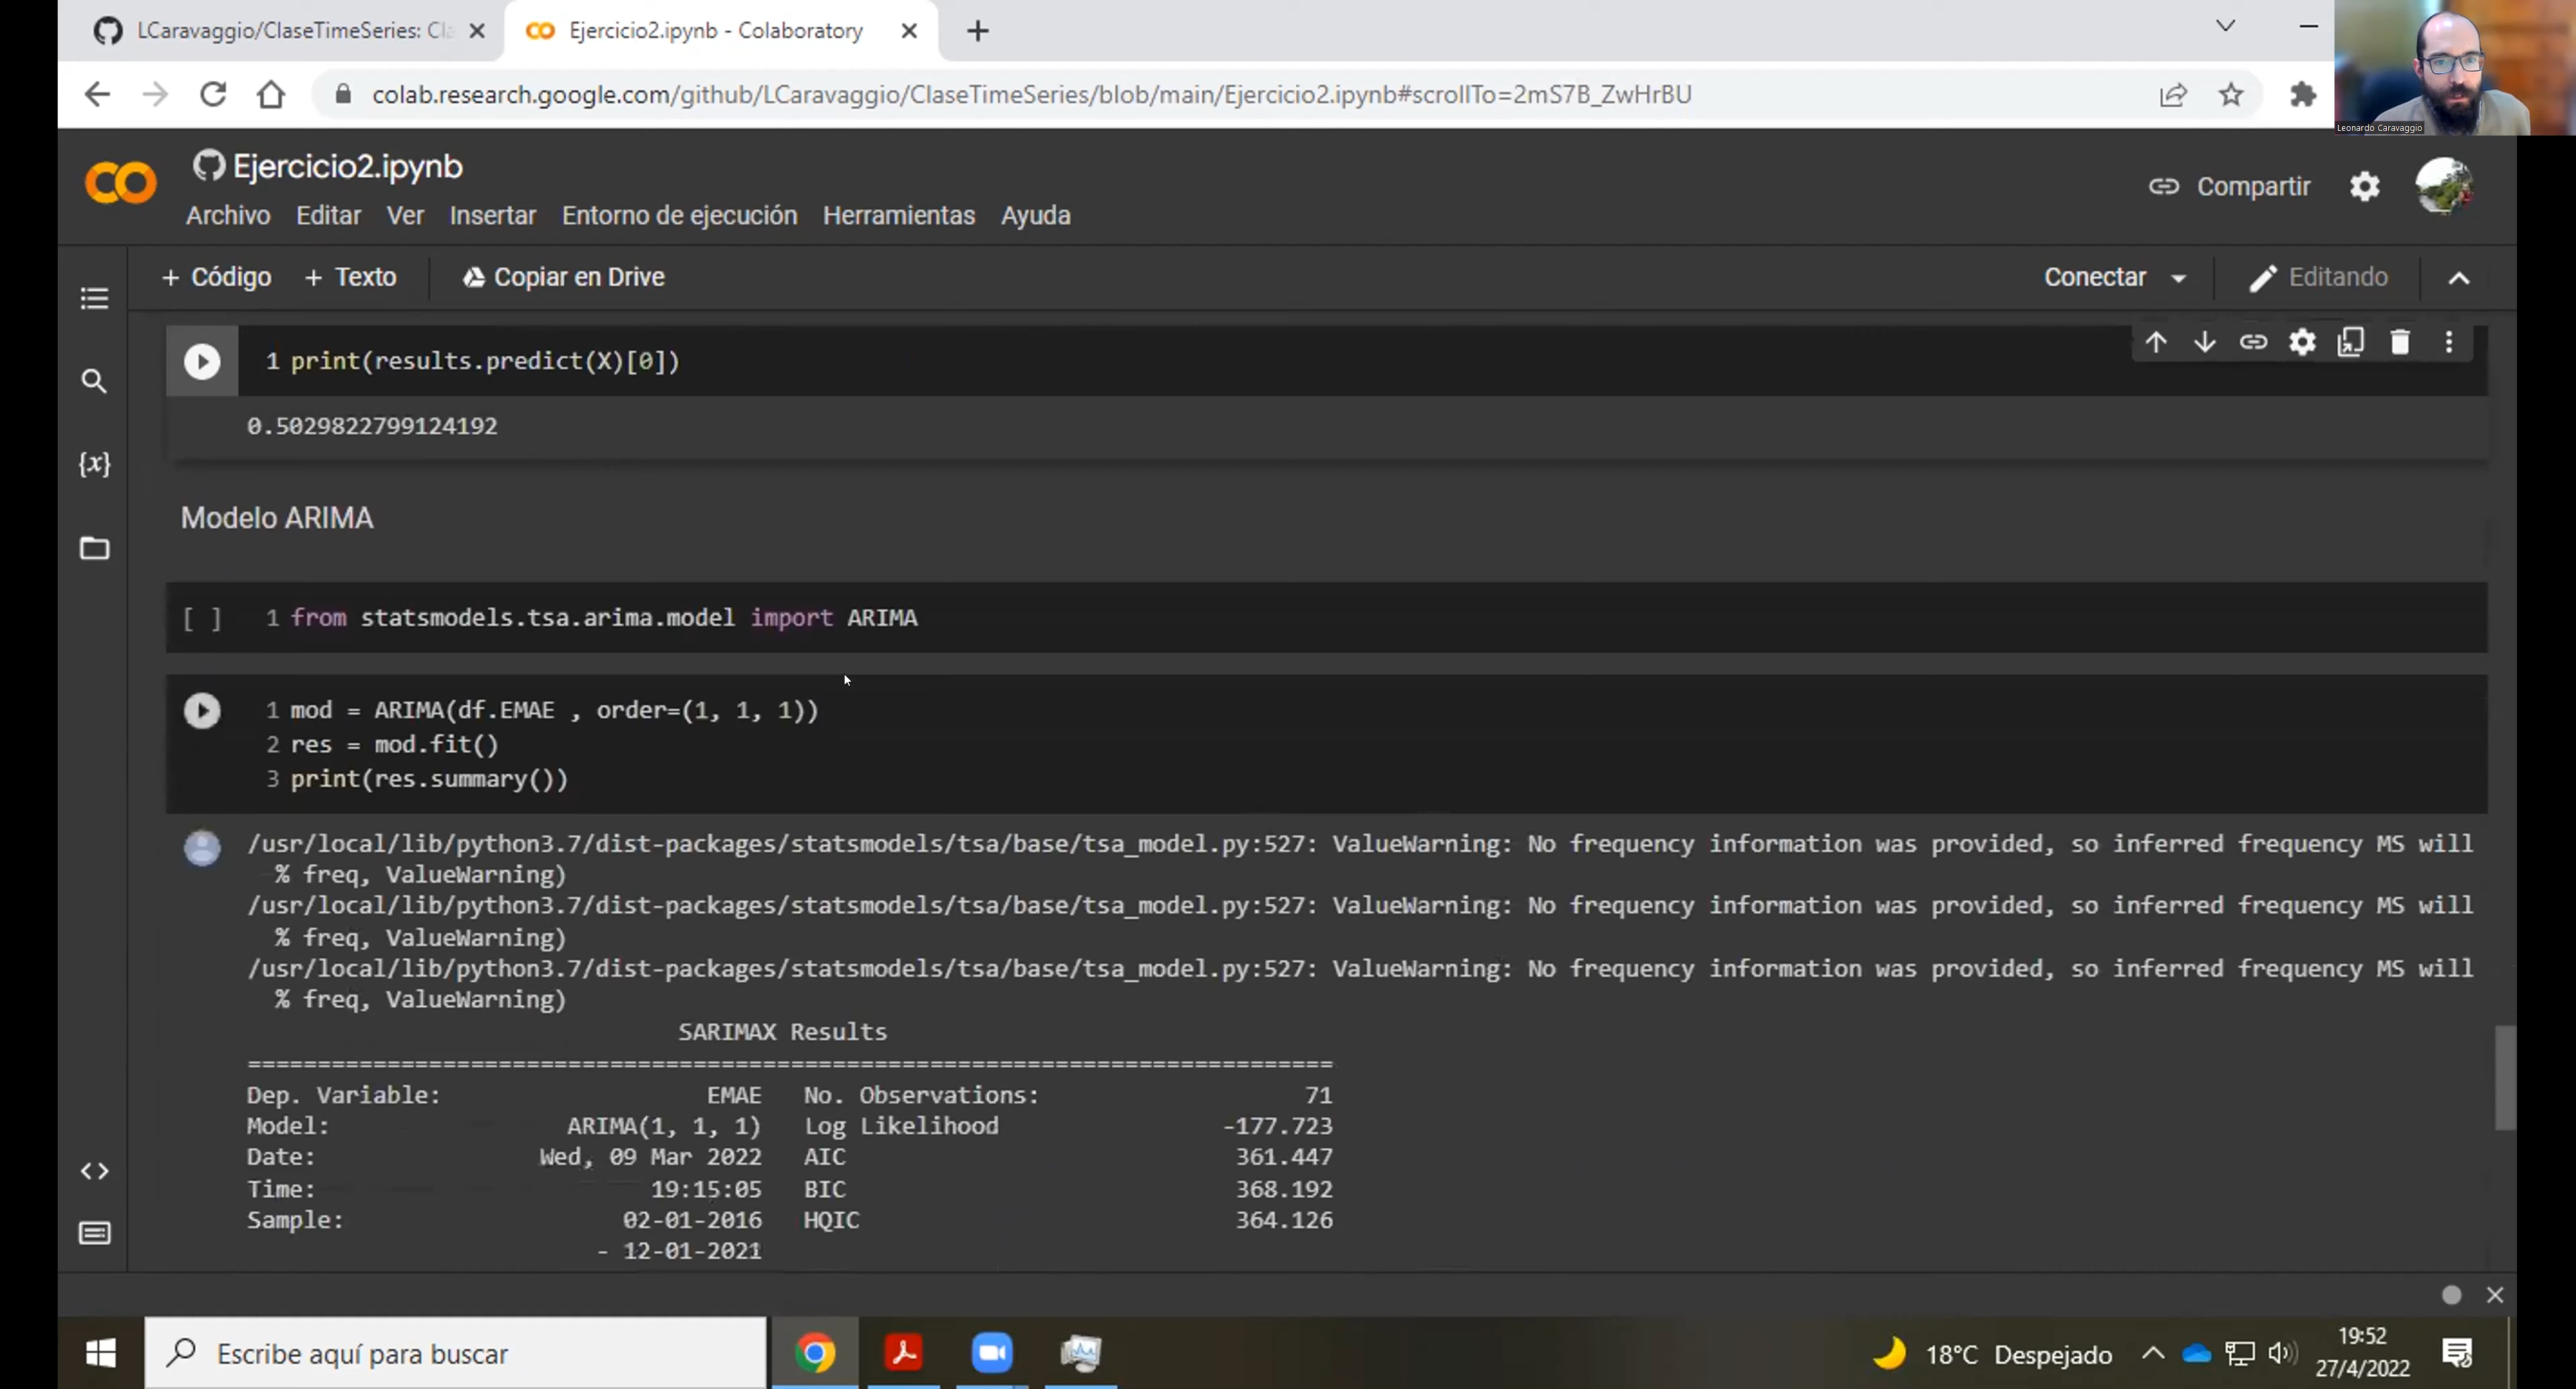 LCaravaggio/ClaseTimeSeries: Cla
Ejercicio2.ipynb - Colaboratory
colab.research.google.com/github/LCaravaggio/ClaseTimeSeries/blob/main/Ejercicio2.ipynb#scrollTo=2mS7B_ZwHrBU
Leonardo Caravaggio
Ejercicio2.ipynb
Compartir
Archivo Editar Ver Insertar Entorno de ejecución Herramientas Ayuda
+ Código + Texto Copiar en Drive Conectar Editando
1 print(results.predict(X)[0])
0.5029822799124192
{x}
Modelo ARIMA
[ ] 1 from statsmodels.tsa.arima.model import ARIMA
1 mod = ARIMA(df.EMAE , order=(1, 1, 1))
2 res = mod.fit()
3 print(res.summary())
/usr/local/lib/python3.7/dist-packages/statsmodels/tsa/base/tsa_model.py:527: ValueWarning: No frequency information was provided, so inferred frequency MS will
% freq, ValueWarning)
/usr/local/lib/python3.7/dist-packages/statsmodels/tsa/base/tsa_model.py:527: ValueWarning: No frequency information was provided, so inferred frequency MS will
% freq, ValueWarning)
/usr/local/lib/python3.7/dist-packages/statsmodels/tsa/base/tsa_model.py:527: ValueWarning: No frequency information was provided, so inferred frequency MS will
% freq, ValueWarning)
SARIMAX Results
==============================================================================
Dep. Variable: EMAE No. Observations: 71
Model: ARIMA(1, 1, 1) Log Likelihood -177.723
Date: Wed, 09 Mar 2022 AIC 361.447
Time: 19:15:05 BIC 368.192
Sample: 02-01-2016 HQIC 364.126
- 12-01-2021
Escribe aquí para buscar
18°C Despejado
19:52
27/4/2022